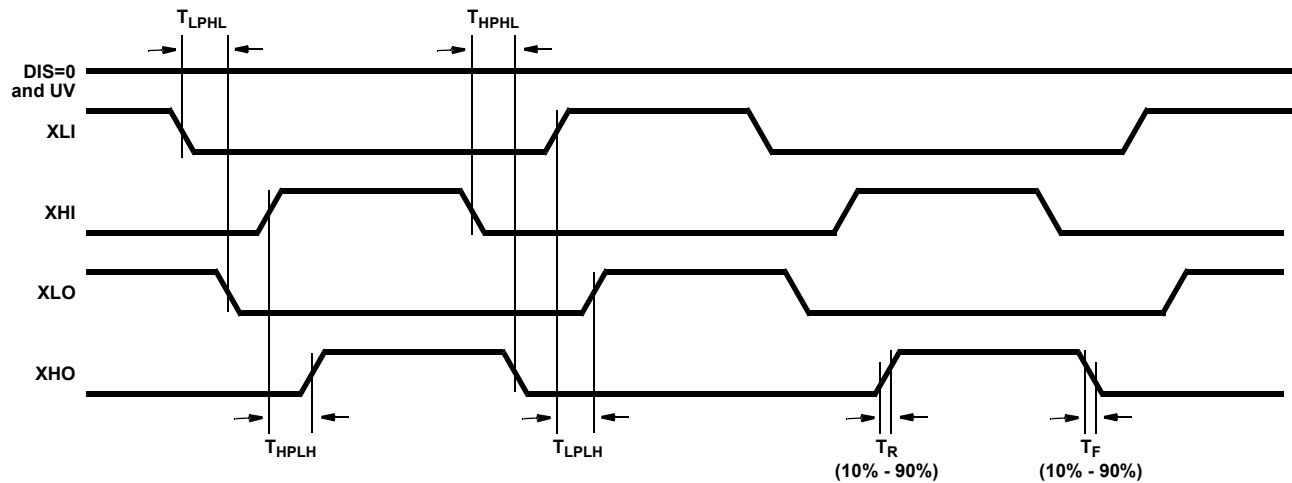 TLPHL
THPHL
DIS=0
and UV
XLI
XHI
XLO
XHO
THPLH
TLPLH
TR
(10% - 90%)
TF
(10% - 90%)